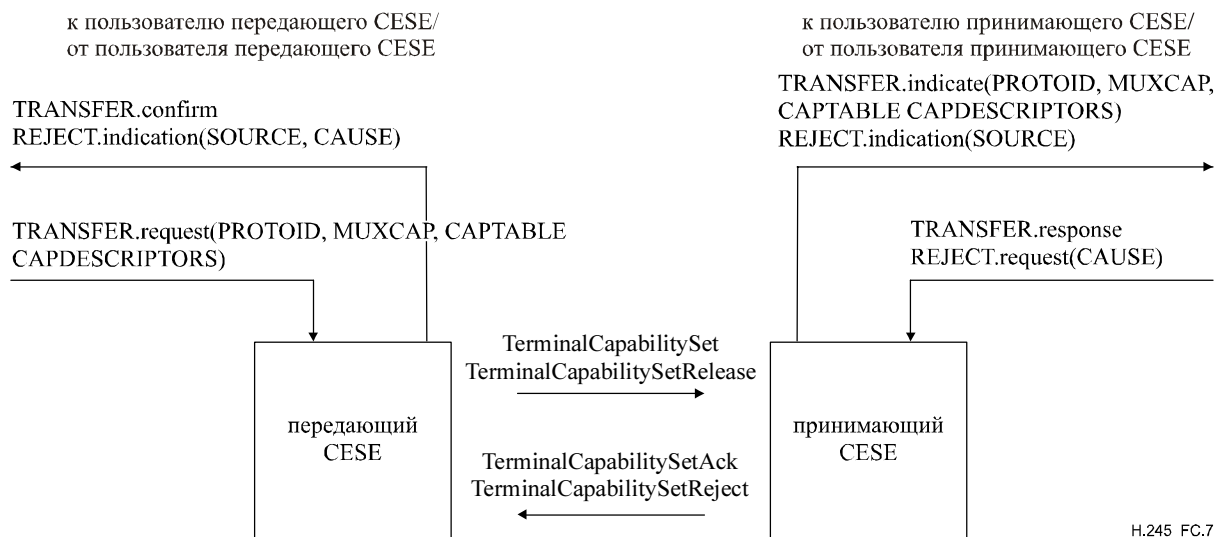 к пользователю передающего CESE/
от пользователя передающего CESE
к пользователю принимающего CESE/
от пользователя принимающего CESE
TRANSFER.confirm
REJECT.indication(SOURCE, CAUSE)
TRANSFER.indicate(PROTOID, MUXCAP,
CAPTABLE CAPDESCRIPTORS)
REJECT.indication(SOURCE)
TRANSFER.request(PROTOID, MUXCAP, CAPTABLE
CAPDESCRIPTORS)
TRANSFER.response
REJECT.request(CAUSE)
TerminalCapabilitySet
TerminalCapabilitySetRelease
передающий
CESE
принимающий
CESE
TerminalCapabilitySetAck
TerminalCapabilitySetReject
H.245_FC.7